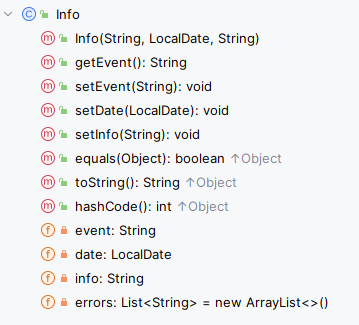 Info
Info(String, LocalDate, String)
getEvent(): String
setEvent(String): void
setDate(LocalDate): void
setInfo(String): void
equals(Object): boolean ↑Object
toString(): String ↑Object
hashCode(): int ↑Object
event: String
date: LocalDate
info: String
errors: List<String> = new ArrayList<>()